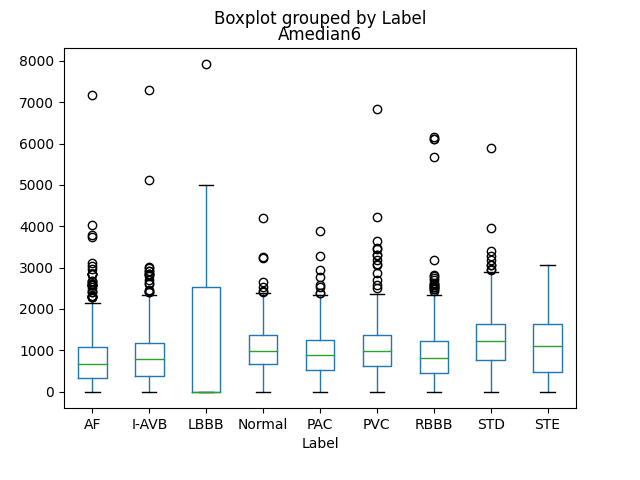 Boxplot grouped by Label
Amedian6
8000
7000
6000
5000
4000
3000
2000
1000
0
AF I-AVB LBBB Normal PAC PVC RBBB STD STE
Label